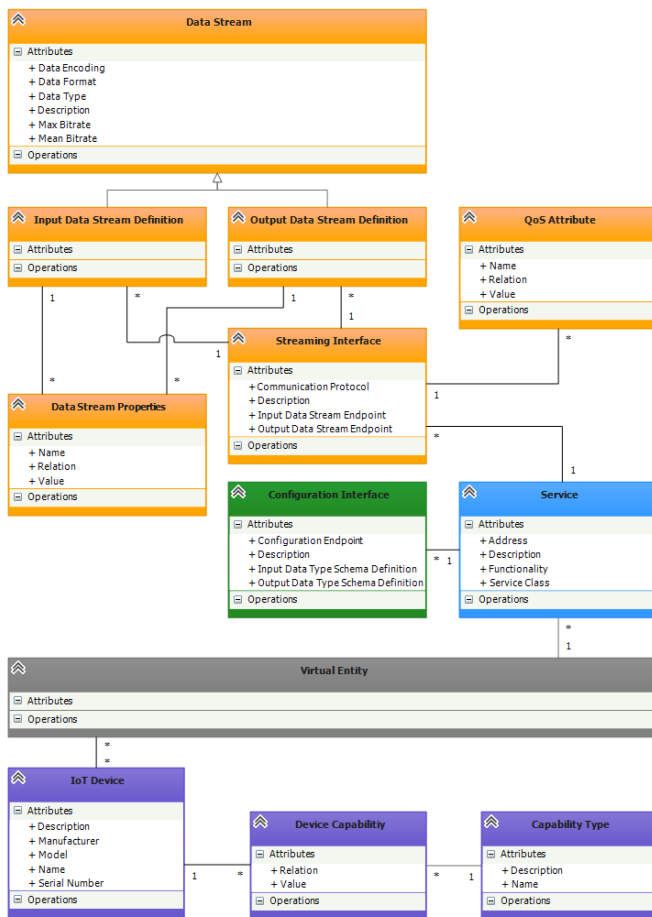 Data Stream
Attributes
+ Data Encoding
+ Data Format
+ Data Type
+ Description
+ Max Bitrate
+ Mean Bitrate
Operations
Input Data Stream Definition
Attributes
Operations
Output Data Stream Definition
Attributes
Operations
QoS Attribute
Attributes
+ Name
+ Relation
+ Value
Operations
1
*
1
*
1
1
*
*
*
Streaming Interface
Attributes
+ Communication Protocol
+ Description
+ Input Data Stream Endpoint
+ Output Data Stream Endpoint
Operations
1
*
1
Data Stream Properties
Attributes
+ Name
+ Relation
+ Value
Operations
Configuration Interface
Attributes
+ Configuration Endpoint
+ Description
+ Input Data Type Schema Definition
+ Output Data Type Schema Definition
Operations
* 1
Service
Attributes
+ Address
+ Description
+ Functionality
+ Service Class
Operations
*
1
Virtual Entity
Attributes
Operations
*
*
IoT Device
Attributes
+ Description
+ Manufacturer
+ Model
+ Name
+ Serial Number
Operations
1
*
Device Capabilitiy
Attributes
+ Relation
+ Value
Operations
*
1
Capability Type
Attributes
+ Description
+ Name
Operations